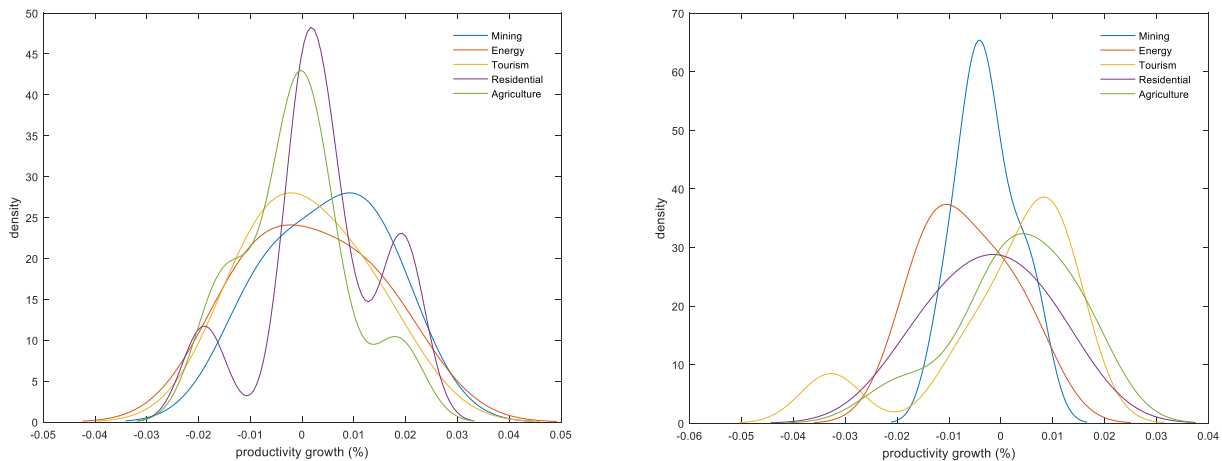 50
45
40
35
30
25
20
15
10
5
0
density
-0.05 -0.04 -0.03 -0.02 -0.01 0 0.01 0.02 0.03 0.04 0.05
productivity growth (%)
Mining
Energy
Tourism
Residential
Agriculture
70
60
50
40
30
20
10
0
density
-0.06 -0.05 -0.04 -0.03 -0.02 -0.01 0 0.01 0.02 0.03 0.04
productivity growth (%)
Mining
Energy
Tourism
Residential
Agriculture